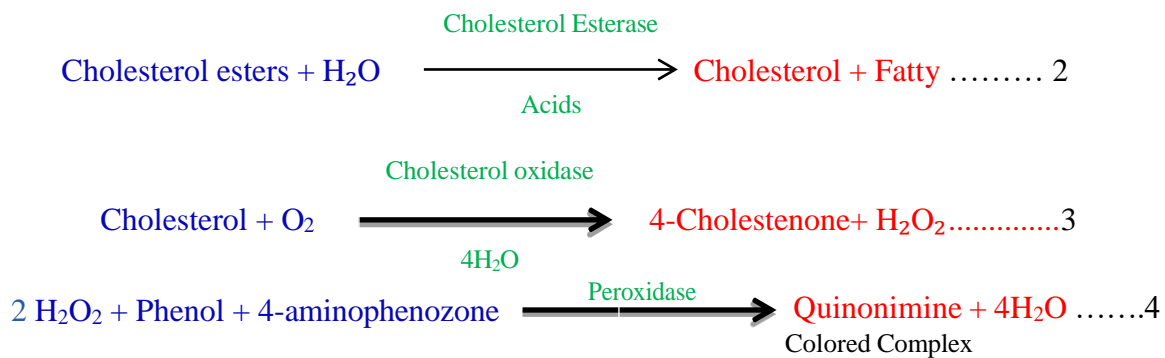 Cholesterol Esterase
Cholesterol esters + H₂O Cholesterol + Fatty ……… 2
Acids
Cholesterol oxidase
Cholesterol + O₂ 4-Cholestenone+ H₂O₂..............3
4H₂O
Peroxidase
2 H₂O₂ + Phenol + 4-aminophenozone Quinonimine + 4H₂O …….4
Colored Complex